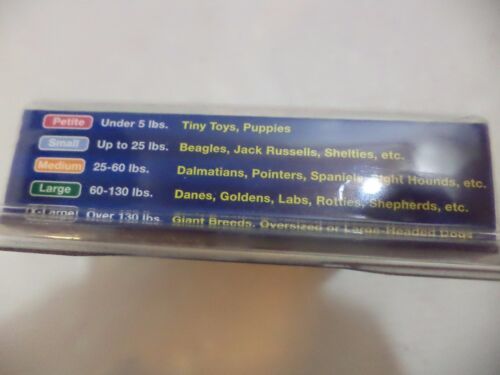 Petite Under 5 lbs. Tiny Toys, Puppies
Small Up to 25 lbs. Beagles, Jack Russells, Shelties, etc.
Medium 25-60 lbs. Dalmatians, Pointers, Spaniels, Sight Hounds, etc.
Large 60-130 lbs. Danes, Goldens, Labs, Rotties, Shepherds, etc.
X-Large Over 130 lbs. Giant Breeds, Oversized or Large-Headed Dogs